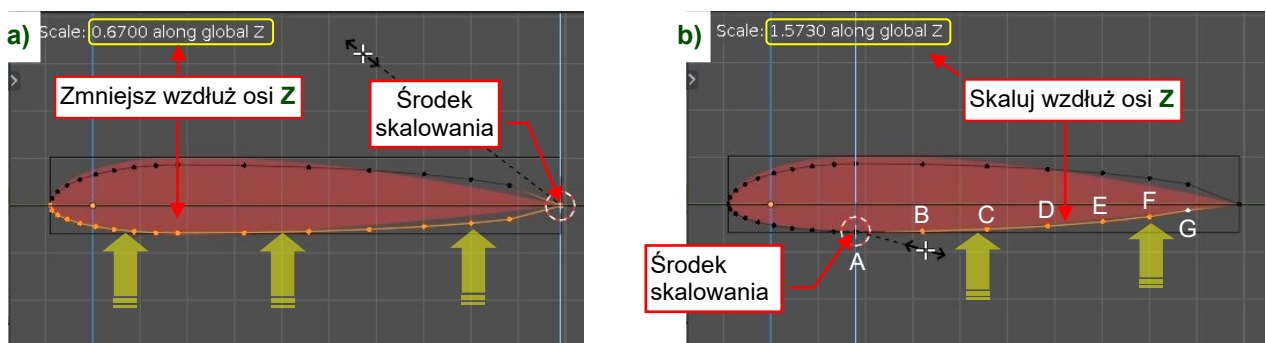 a)
Scale: 0.6700 along global Z
Zmniejsz wzdłuż osi Z
Środek
skalowania
b)
Scale: 1.5730 along global Z
Skaluj wzdłuż osi Z
A
B
C
D
E
F
G
Środek
skalowania